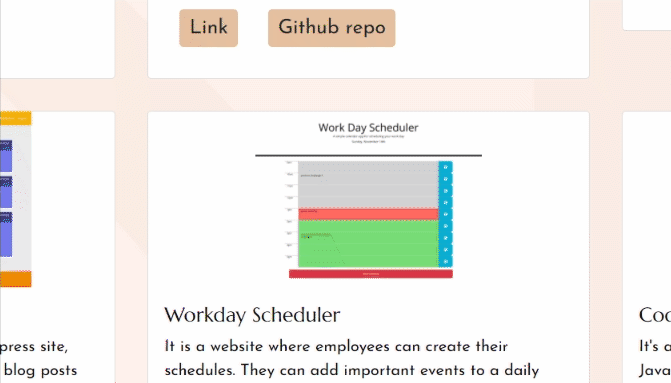 Link
Github repo
Work Day Scheduler
Workday Scheduler
It is a website where employees can create their
schedules. They can add important events to a daily
press site,
blog posts
Coo
It's a
Java